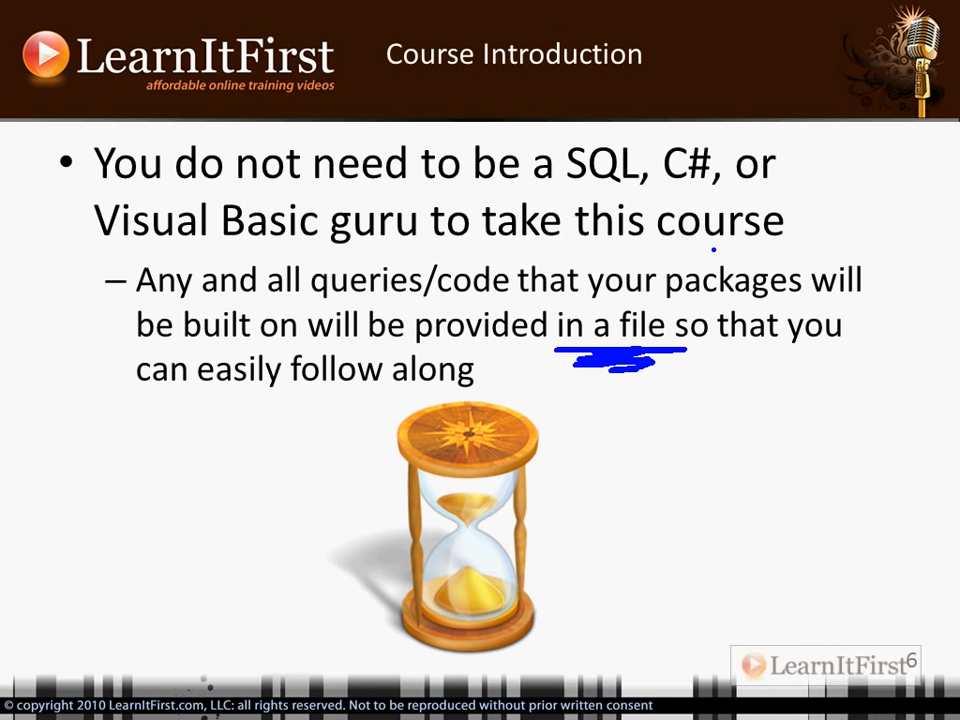 LearnItFirst
affordable online training videos
Course Introduction
• You do not need to be a SQL, C#, or
Visual Basic guru to take this course
– Any and all queries/code that your packages will
be built on will be provided in a file so that you
can easily follow along
LearnItFirst
6
© copyright 2010 LearnItFirst.com, LLC: all rights reserved. Not to be reproduced without prior written consent